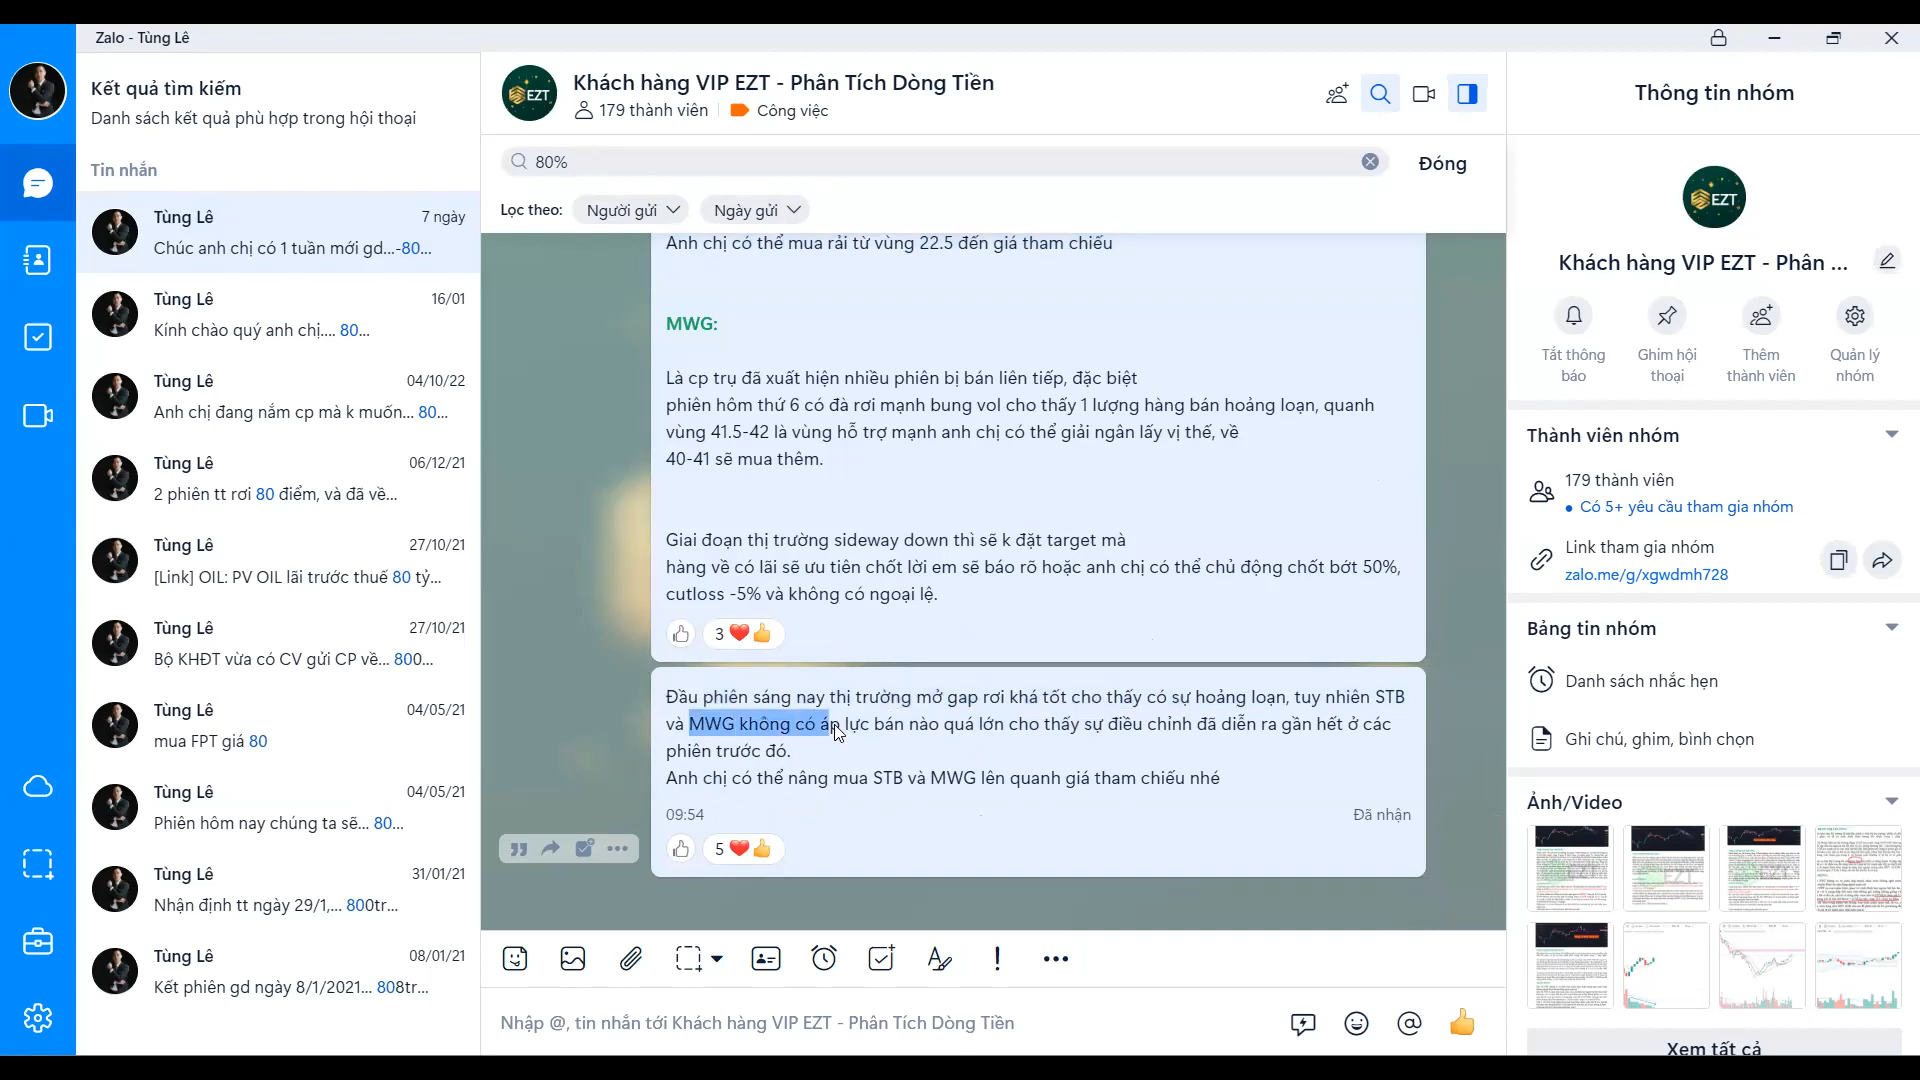 Zalo - Tùng Lê
Kết quả tìm kiếm
Danh sách kết quả phù hợp trong hội thoại
Tin nhắn
Tùng Lê 7 ngày
Chúc anh chị có 1 tuần mới gd...-80...
Tùng Lê 16/01
Kính chào quý anh chị.... 80...
Tùng Lê 04/10/22
Anh chị đang nắm cp mà k muốn... 80...
Tùng Lê 06/12/21
2 phiên tt rơi 80 điểm, và đã về...
Tùng Lê 27/10/21
[Link] OIL: PV OIL lãi trước thuế 80 tỷ...
Tùng Lê 27/10/21
Bộ KHĐT vừa có CV gửi CP về... 800...
Tùng Lê 04/05/21
mua FPT giá 80
Tùng Lê 04/05/21
Phiên hôm nay chúng ta sẽ... 80...
Tùng Lê 31/01/21
Nhận định tt ngày 29/1,... 800tr...
Tùng Lê 08/01/21
Kết phiên gd ngày 8/1/2021... 808tr...
EZT
Khách hàng VIP EZT - Phân Tích Dòng Tiền
179 thành viên Công việc
80%
Đóng
Lọc theo: Người gửi Ngày gửi
Anh chị có thể mua rải từ vùng 22.5 đến giá tham chiếu
MWG:
Là cp trụ đã xuất hiện nhiều phiên bị bán liên tiếp, đặc biệt
phiên hôm thứ 6 có đà rơi mạnh bung vol cho thấy 1 lượng hàng bán hoảng loạn, quanh
vùng 41.5-42 là vùng hỗ trợ mạnh anh chị có thể giải ngân lấy vị thế, về
40-41 sẽ mua thêm.
Giai đoạn thị trường sideway down thì sẽ k đặt target mà
hàng về có lãi sẽ ưu tiên chốt lời em sẽ báo rõ hoặc anh chị có thể chủ động chốt bớt 50%,
cutloss -5% và không có ngoại lệ.
3
Đầu phiên sáng nay thị trường mở gap rơi khá tốt cho thấy có sự hoảng loạn, tuy nhiên STB
và MWG không có áp lực bán nào quá lớn cho thấy sự điều chỉnh đã diễn ra gần hết ở các
phiên trước đó.
Anh chị có thể nâng mua STB và MWG lên quanh giá tham chiếu nhé
09:54 Đã nhận
5
Nhập @, tin nhắn tới Khách hàng VIP EZT - Phân Tích Dòng Tiền
Thông tin nhóm
EZT
Khách hàng VIP EZT - Phân ...
Tắt thông báo
Ghim hội thoại
Thêm thành viên
Quản lý nhóm
Thành viên nhóm
179 thành viên
Có 5+ yêu cầu tham gia nhóm
Link tham gia nhóm
zalo.me/g/xgwdmh728
Bảng tin nhóm
Danh sách nhắc hẹn
Ghi chú, ghim, bình chọn
Ảnh/Video
Xem tất cả